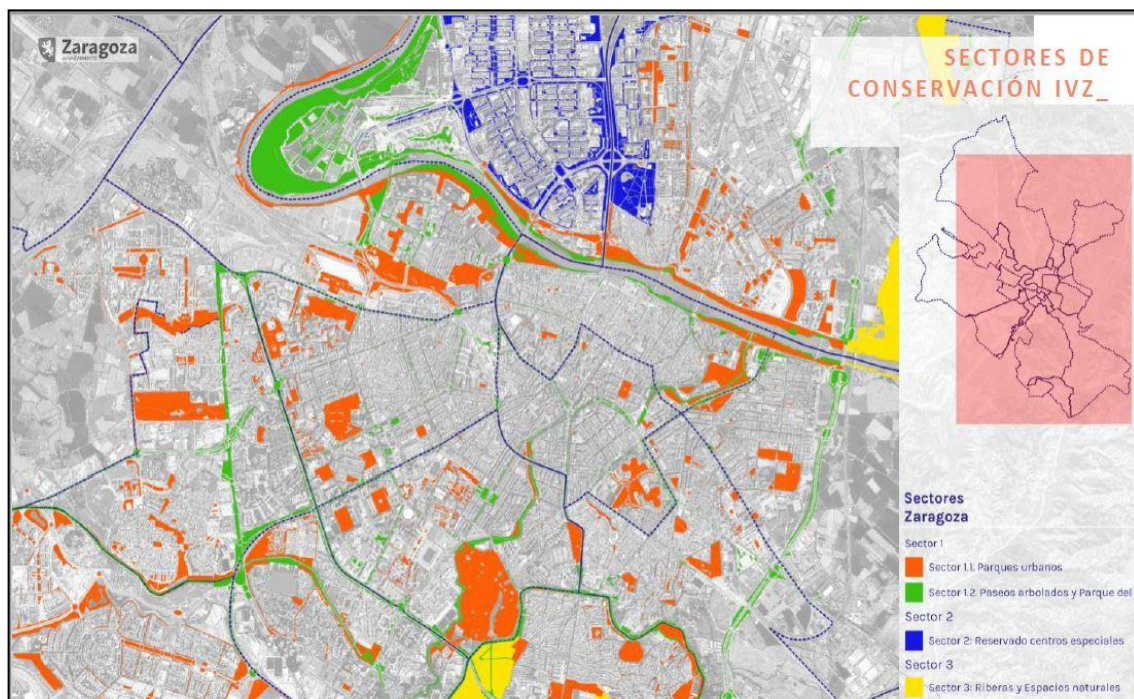 Zaragoza
AYUNTAMIENTO
SECTORES DE
CONSERVACIÓN IVZ_
Sectores
Zaragoza
Sector 1
Sector 1.1. Parques urbanos
Sector 1.2. Paseos arbolados y Parque del
Sector 2
Sector 2: Reservado centros especiales
Sector 3
Sector 3: Riberas y Espacios naturales